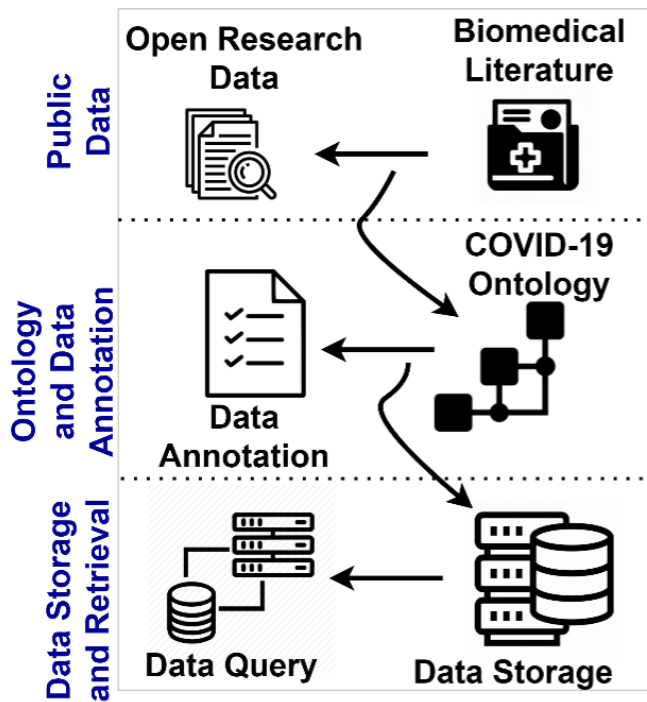 Public
Data
Open Research
Data
Biomedical
Literature
Ontology
and Data
Annotation
COVID-19
Ontology
Data
Annotation
Data Storage
and Retrieval
Data Query
Data Storage